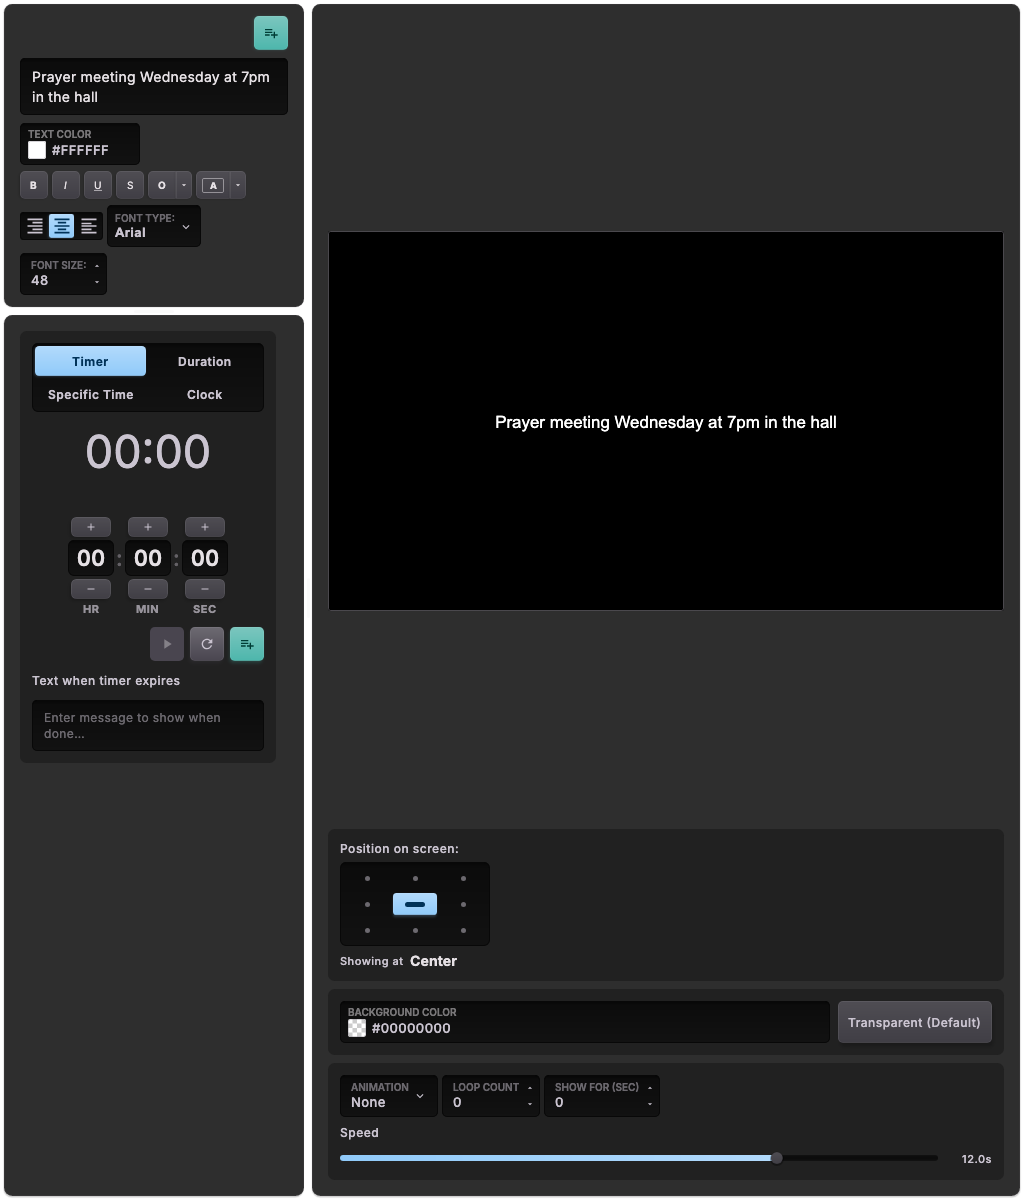 Prayer meeting Wednesday at 7pm
in the hall
TEXT COLOR
#FFFFFF
B I U S O A
FONT TYPE:
Arial
FONT SIZE:
48
Timer Duration
Specific Time Clock
00:00
+ + +
00 : 00 : 00
− − −
HR MIN SEC
Text when timer expires
Enter message to show when
done...
Prayer meeting Wednesday at 7pm in the hall
Position on screen:
Showing at Center
BACKGROUND COLOR
#00000000
Transparent (Default)
ANIMATION
None
LOOP COUNT
0
SHOW FOR (SEC)
0
Speed
12.0s